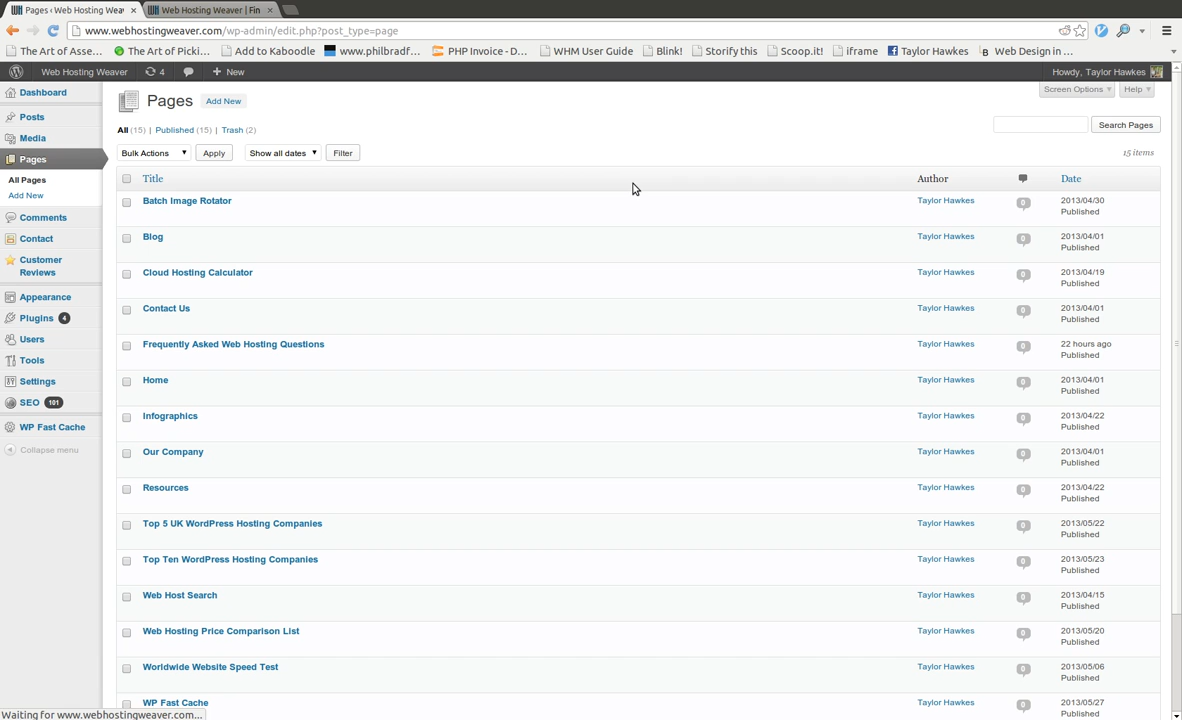 Pages ‹ Web Hosting Weav
Web Hosting Weaver | Fin
www.webhostingweaver.com/wp-admin/edit.php?post_type=page
The Art of Asse...
The Art of Picki...
Add to Kaboodle
www.philbradf...
PHP Invoice - D...
WHM User Guide
Blink!
Storify this
Scoop.it!
iframe
Taylor Hawkes
Web Design in ...
Web Hosting Weaver
4
+ New
Howdy, Taylor Hawkes
Dashboard
Posts
Media
Pages
All Pages
Add New
Comments
Contact
Customer
Reviews
Appearance
Plugins 4
Users
Tools
Settings
SEO 101
WP Fast Cache
Collapse menu
Screen Options
Help
Pages
Add New
All (15) | Published (15) | Trash (2)
Search Pages
Bulk Actions
Apply
Show all dates
Filter
15 items
Title Author Date
Batch Image Rotator Taylor Hawkes 0 2013/04/30
Published
Blog Taylor Hawkes 0 2013/04/01
Published
Cloud Hosting Calculator Taylor Hawkes 0 2013/04/19
Published
Contact Us Taylor Hawkes 0 2013/04/01
Published
Frequently Asked Web Hosting Questions Taylor Hawkes 0 22 hours ago
Published
Home Taylor Hawkes 0 2013/04/01
Published
Infographics Taylor Hawkes 0 2013/04/22
Published
Our Company Taylor Hawkes 0 2013/04/01
Published
Resources Taylor Hawkes 0 2013/04/22
Published
Top 5 UK WordPress Hosting Companies Taylor Hawkes 0 2013/05/22
Published
Top Ten WordPress Hosting Companies Taylor Hawkes 0 2013/05/23
Published
Web Host Search Taylor Hawkes 0 2013/04/15
Published
Web Hosting Price Comparison List Taylor Hawkes 0 2013/05/20
Published
Worldwide Website Speed Test Taylor Hawkes 0 2013/05/06
Published
WP Fast Cache Taylor Hawkes 0 2013/05/27
Published
Waiting for www.webhostingweaver.com...